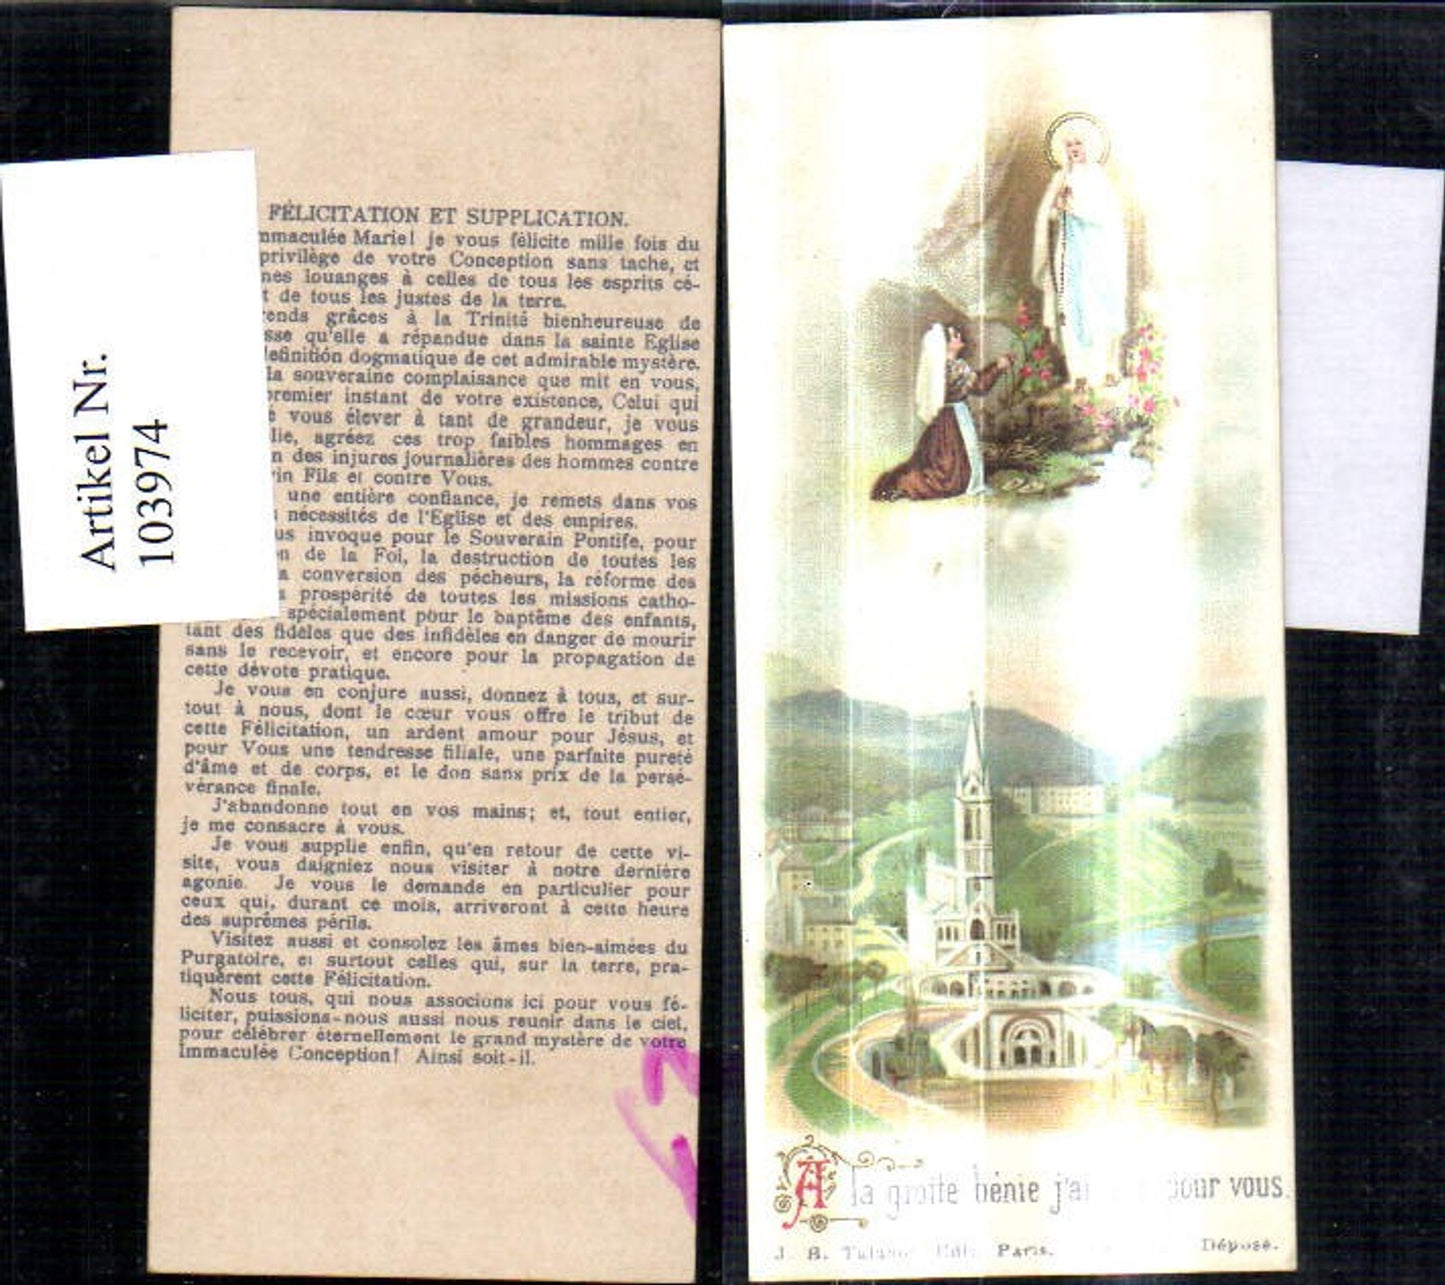 Artikel Nr.
103974
FÉLICITATION ET SUPPLICATION.
mmaculée Marie! je vous félicite mille fois du
privilège de votre Conception sans tache, et
nes louanges à celles de tous les esprits cé-
t de tous les justes de la terre.
ends grâces à la Trinité bienheureuse de
sse qu'elle a répandue dans la sainte Eglise
éfinition dogmatique de cet admirable mystère.
la souveraine complaisance que mit en vous,
premier instant de votre existence, Celui qui
é vous élever à tant de grandeur, je vous
lie, agréez ces trop faibles hommages en
n des injures journalières des hommes contre
in Fils et contre Vous.
une entière confiance, je remets dans vos
nécessités de l'Eglise et des empires.
us invoque pour le Souverain Pontife, pour
n de la Foi, la destruction de toutes les
a conversion des pécheurs, la réforme des
prospérité de toutes les missions catho-
spécialement pour le baptême des enfants,
tant des fidèles que des infidèles en danger de mourir
sans le recevoir, et encore pour la propagation de
cette dévote pratique.
Je vous en conjure aussi, donnez à tous, et sur-
tout à nous, dont le cœur vous offre le tribut de
cette Félicitation, un ardent amour pour Jésus, et
pour Vous une tendresse filiale, une parfaite pureté
d'âme et de corps, et le don sans prix de la persé-
vérance finale.
J'abandonne tout en vos mains; et, tout entier,
je me consacre à vous.
Je vous supplie enfin, qu'en retour de cette vi-
site, vous daigniez nous visiter à notre dernière
agonie. Je vous le demande en particulier pour
ceux qui, durant ce mois, arriveront à cette heure
des suprêmes périls.
Visitez aussi et consolez les âmes bien-aimées du
Purgatoire, et surtout celles qui, sur la terre, pra-
tiquèrent cette Félicitation.
Nous tous, qui nous associons ici pour vous fé-
liciter, puissions-nous aussi nous reunir dans le ciel,
pour célébrer éternellement le grand mystère de votre
Immaculée Conception! Ainsi soit-il.
A la grotte bénie j'ai pour vous.
J. B. Paris. Déposé.